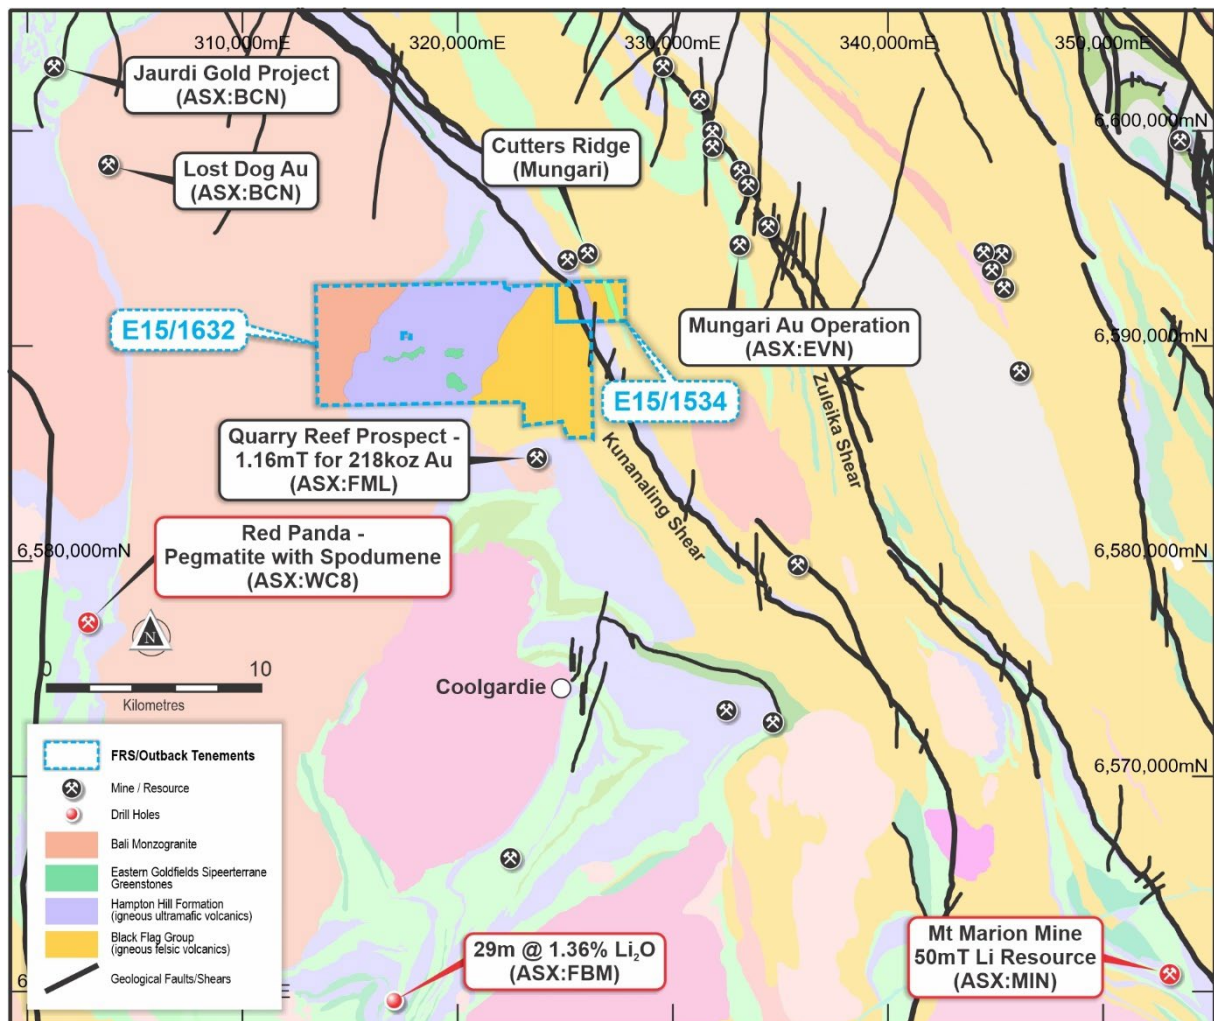 310,000mE
320,000mE
330,000mE
340,000mE
350,000mE
Jaurdi Gold Project
(ASX:BCN)
Cutters Ridge
(Mungari)
6,600,000mN
Lost Dog Au
(ASX:BCN)
E15/1632
Mungari Au Operation
(ASX:EVN)
6,590,000mN
E15/1534
Zuleika Shear
Quarry Reef Prospect -
1.16mT for 218koz Au
(ASX:FML)
Kunanaling Shear
Red Panda -
Pegmatite with Spodumene
(ASX:WC8)
6,580,000mN
6,580,000mN
N
0
10
Kilometres
Coolgardie
6,570,000mN
FRS/Outback Tenements
Mine / Resource
Drill Holes
Bali Monzogranite
Eastern Goldfields Sipeerterrane
Greenstones
Hampton Hill Formation
(igneous ultramafic volcanics)
Black Flag Group
(igneous felsic volcanics)
Geological Faults/Shears
29m @ 1.36% Li₂O
(ASX:FBM)
Mt Marion Mine
50mT Li Resource
(ASX:MIN)